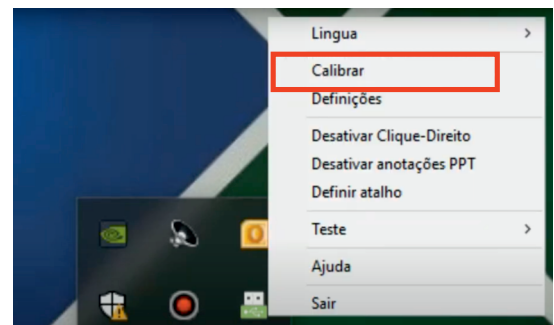 Lingua
Calibrar
Definições
Desativar Clique-Direito
Desativar anotações PPT
Definir atalho
Teste
Ajuda
Sair